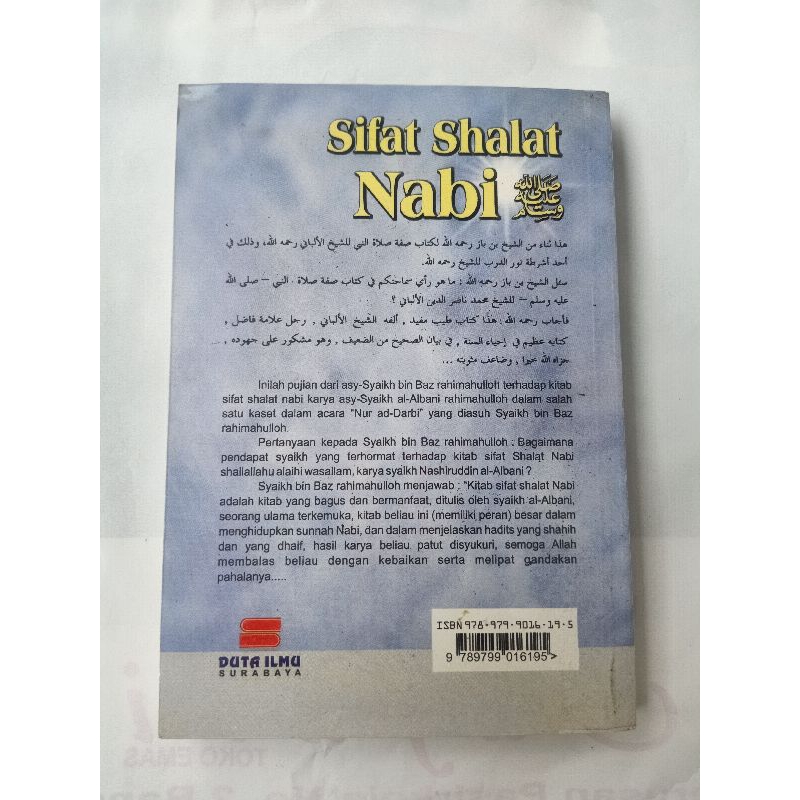 Sifat Shalat
Nabi ﷺ
هذا ثناء من الشيخ بن باز رحمه الله لكتاب صفة صلاة النبي للشيخ الألباني رحمه الله، وذلك في
أحد أشرطة نور الدرب للشيخ رحمه الله.
سئل الشيخ بن باز رحمه الله : ما هو رأي سماحتكم في كتاب صفة صلاة . النبي – صلى الله
عليه وسلم – للشيخ محمد ناصر الدين الألباني ؟
فأجاب رحمه الله : هذا كتاب طيب مفيد , ألفه الشيخ الألباني , رجل علامة فاضل ,
كتابه عظيم في إحياء السنة , في بيان الصحيح من الضعيف , وهو مشكور على جهوده ,
جزاه الله خيرا , وضاعف مثوبته ...
Inilah pujian dari asy-Syaikh bin Baz rahimahulloh terhadap kitab
sifat shalat nabi karya asy-Syaikh al-Albani rahimahulloh dalam salah
satu kaset dalam acara "Nur ad-Darbi" yang diasuh Syaikh bin Baz
rahimahulloh.
Pertanyaan kepada Syaikh bin Baz rahimahulloh : Bagaimana
pendapat syaikh yang terhormat terhadap kitab sifat Shalat Nabi
shallallahu alaihi wasallam, karya syaikh Nashiruddin al-Albani ?
Syaikh bin Baz rahimahulloh menjawab : "Kitab sifat shalat Nabi
adalah kitab yang bagus dan bermanfaat, ditulis oleh syaikh al-Albani,
seorang ulama terkemuka, kitab beliau ini (memiliki peran) besar dalam
menghidupkan sunnah Nabi, dan dalam menjelaskan hadits yang shahih
dan yang dhaif, hasil karya beliau patut disyukuri, semoga Allah
membalas beliau dengan kebaikan serta melipat gandakan
pahalanya.....
ISBN 978-979-9016-19-5
9 789799 016195>
DUTA ILMU
SURABAYA
TOKO EMAS